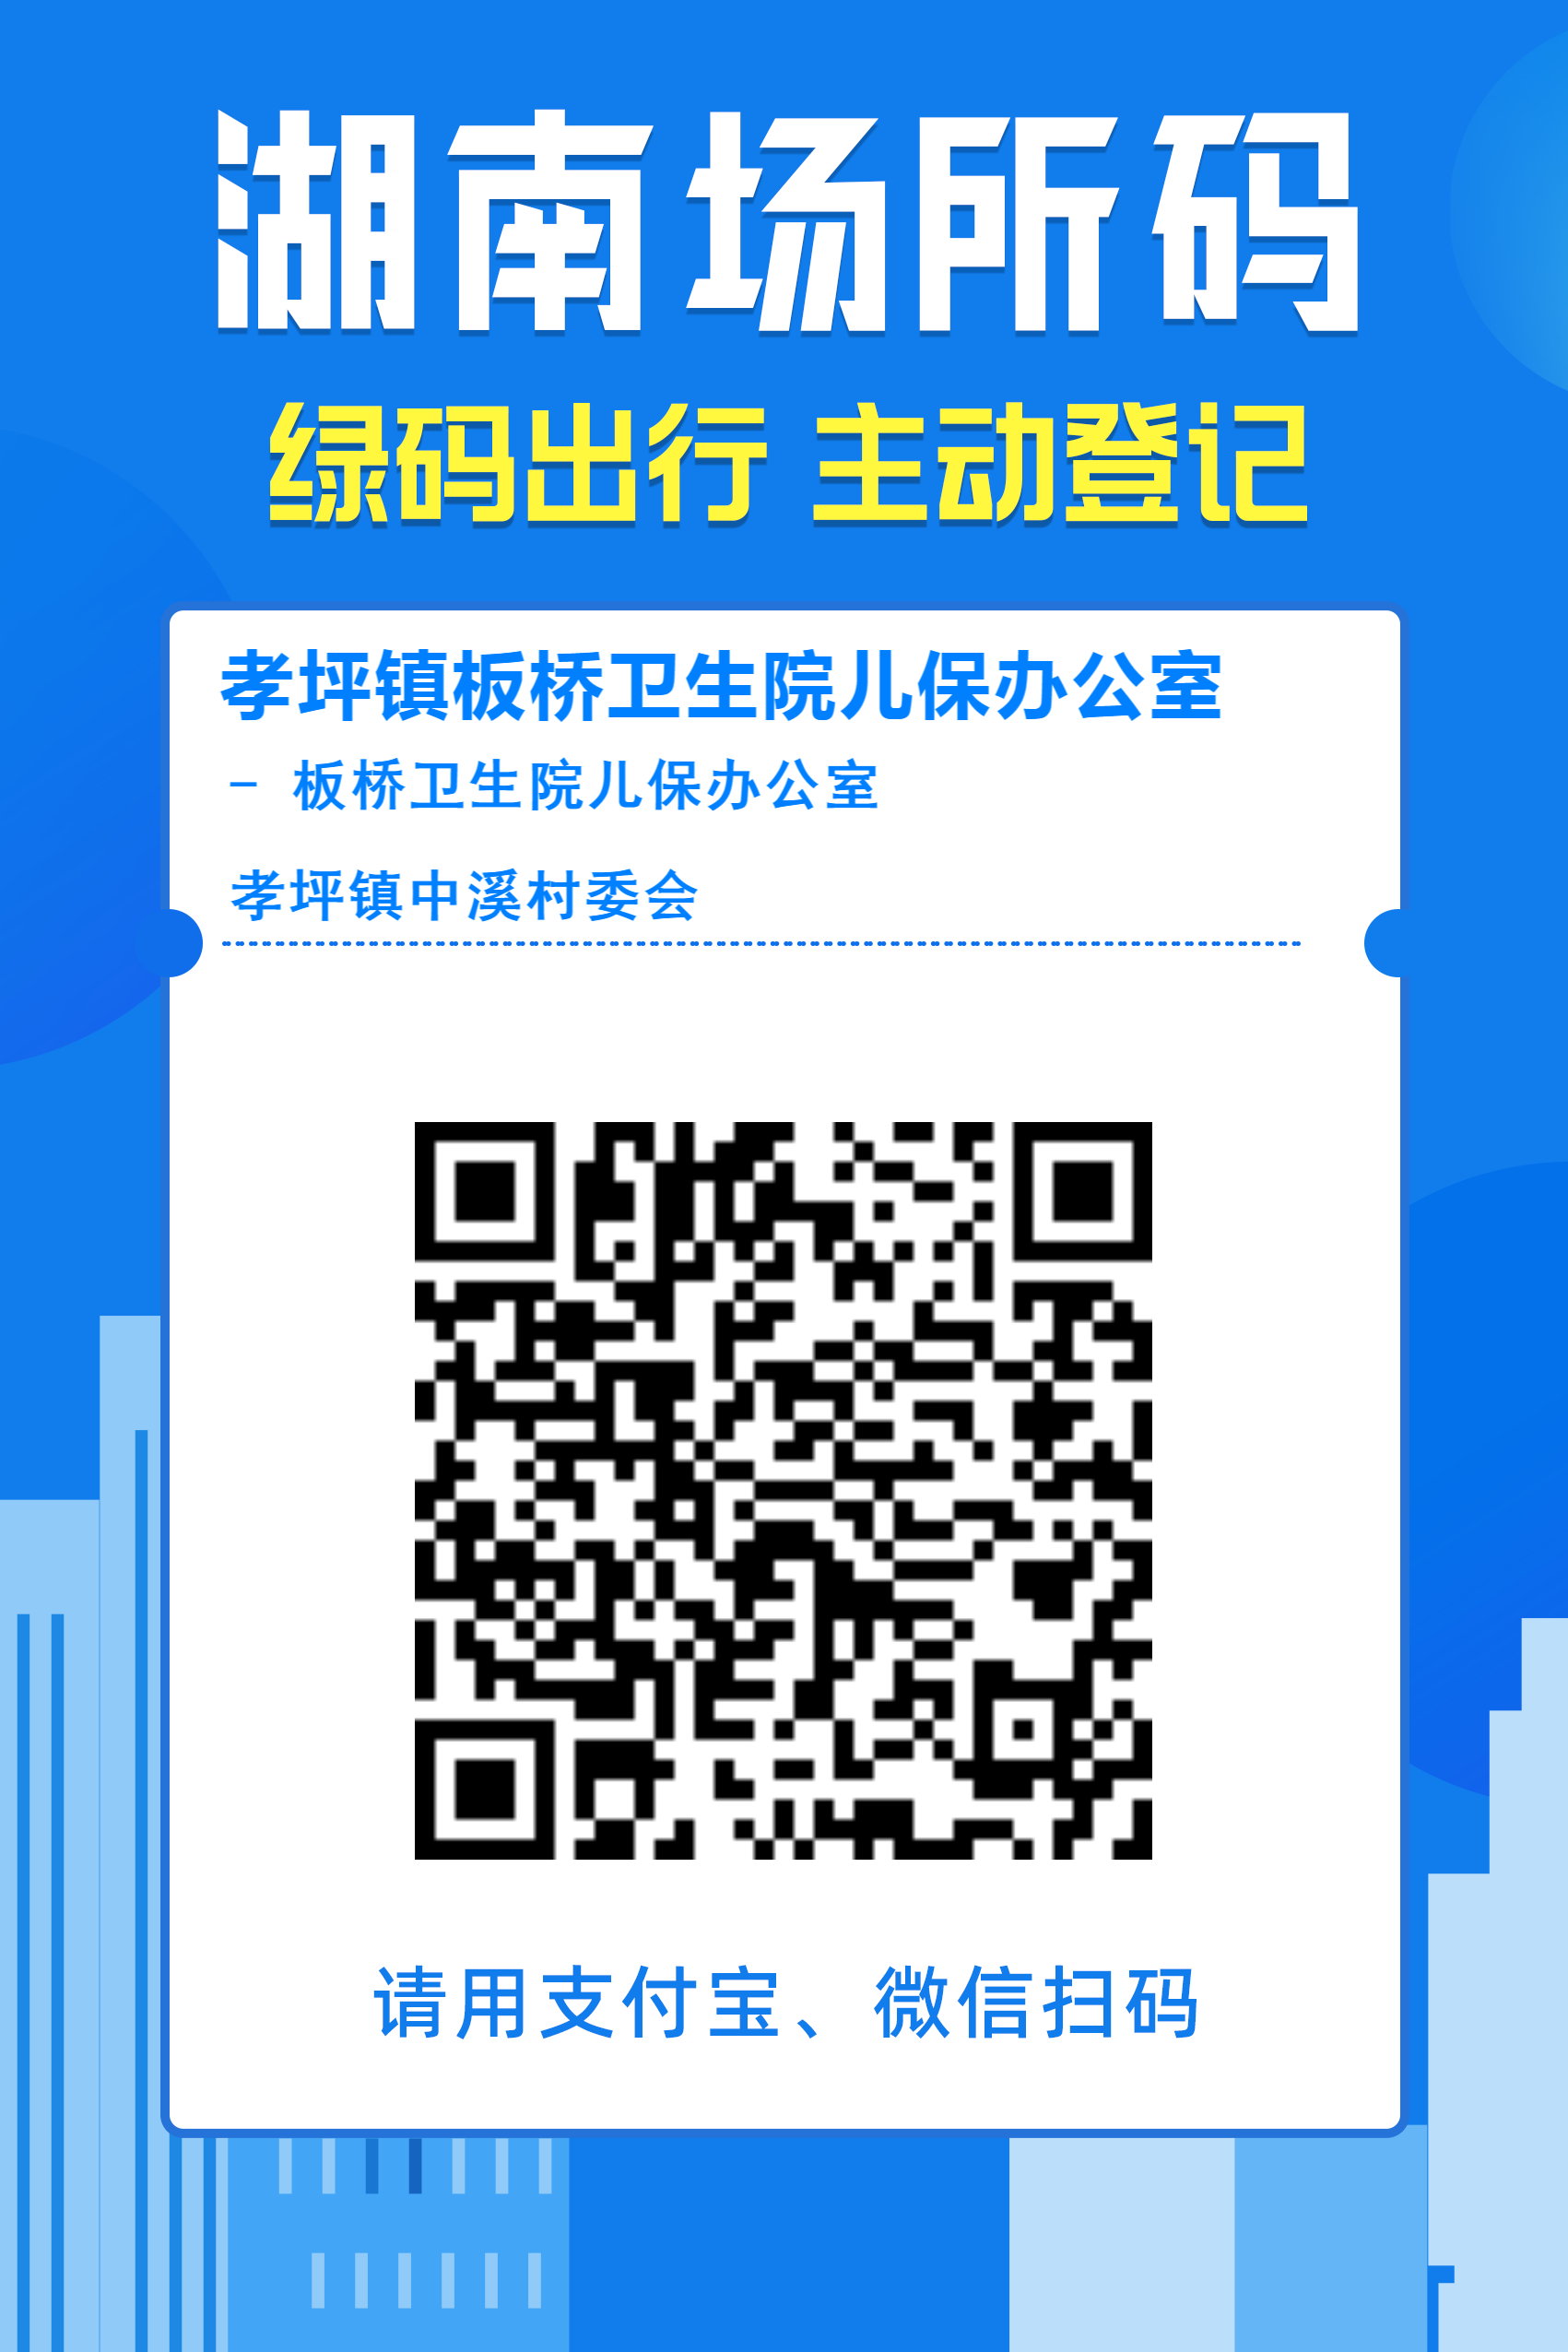 湖南场所码
绿码出行 主动登记
孝坪镇板桥卫生院儿保办公室
– 板桥卫生院儿保办公室
孝坪镇中溪村委会
请用支付宝、微信扫码